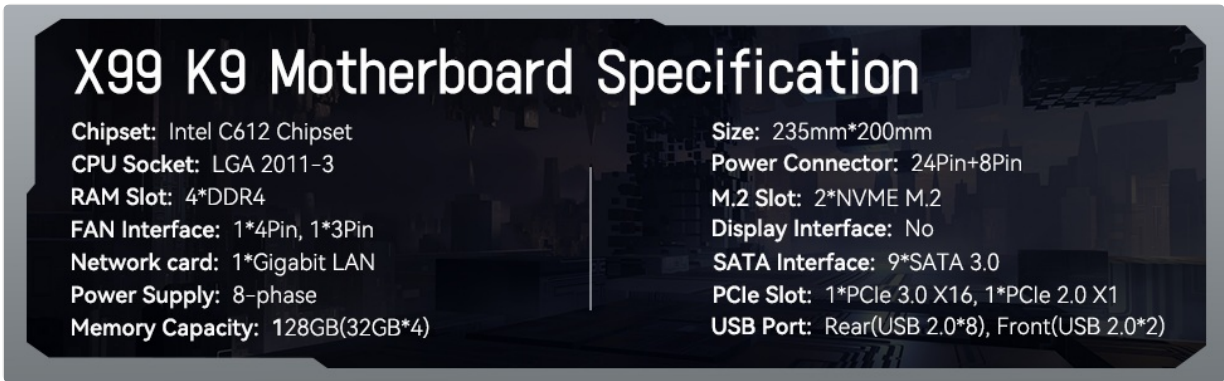 X99 K9 Motherboard Specification
Chipset: Intel C612 Chipset
CPU Socket: LGA 2011-3
RAM Slot: 4*DDR4
FAN Interface: 1*4Pin, 1*3Pin
Network card: 1*Gigabit LAN
Power Supply: 8-phase
Memory Capacity: 128GB(32GB*4)
Size: 235mm*200mm
Power Connector: 24Pin+8Pin
M.2 Slot: 2*NVME M.2
Display Interface: No
SATA Interface: 9*SATA 3.0
PCIe Slot: 1*PCIe 3.0 X16, 1*PCIe 2.0 X1
USB Port: Rear(USB 2.0*8), Front(USB 2.0*2)